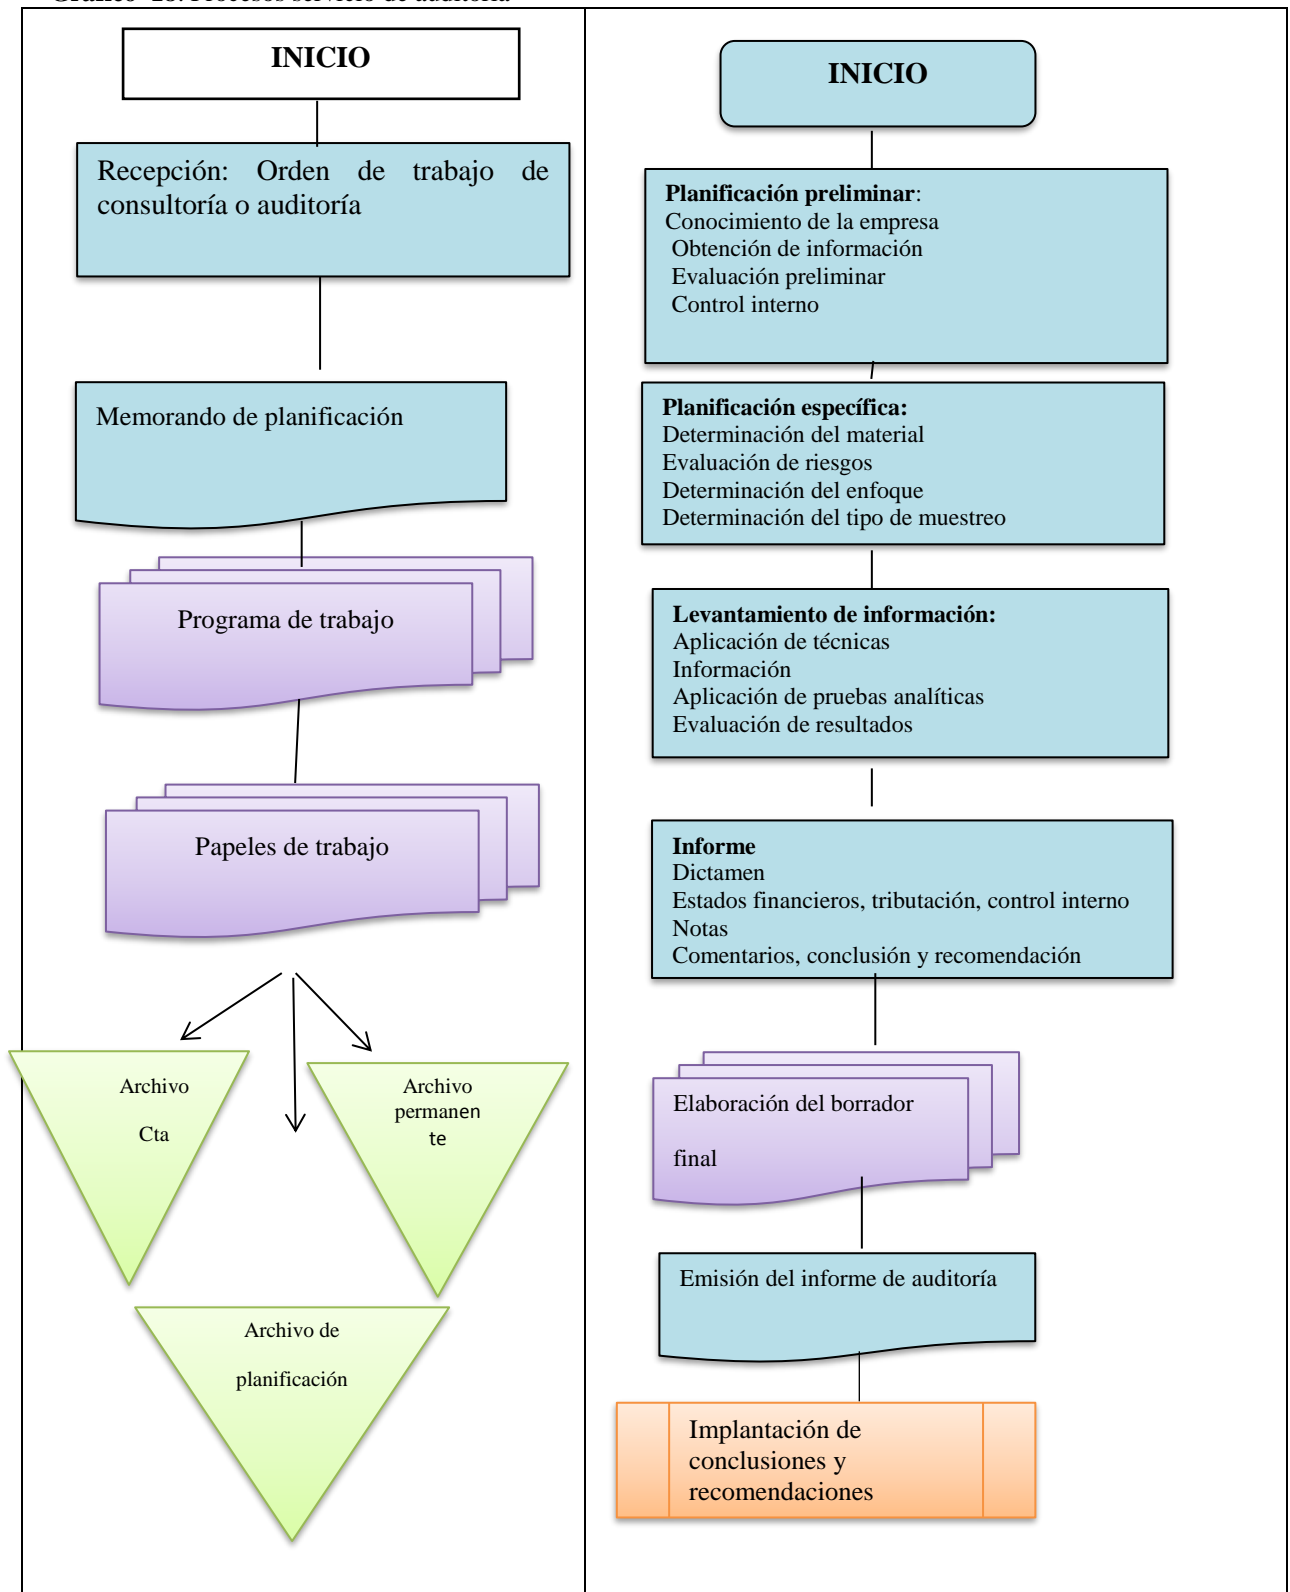 Procesos servicio de auditoría
INICIO
Recepción: Orden de trabajo de
consultoría o auditoría
Memorando de planificación
Programa de trabajo
Papeles de trabajo
Archivo
Cta
Archivo
permanen
te
Archivo de
planificación
INICIO
Planificación preliminar:
Conocimiento de la empresa
Obtención de información
Evaluación preliminar
Control interno
Planificación específica:
Determinación del material
Evaluación de riesgos
Determinación del enfoque
Determinación del tipo de muestreo
Levantamiento de información:
Aplicación de técnicas
Información
Aplicación de pruebas analíticas
Evaluación de resultados
Informe
Dictamen
Estados financieros, tributación, control interno
Notas
Comentarios, conclusión y recomendación
Elaboración del borrador
final
Emisión del informe de auditoría
Implantación de
conclusiones y
recomendaciones